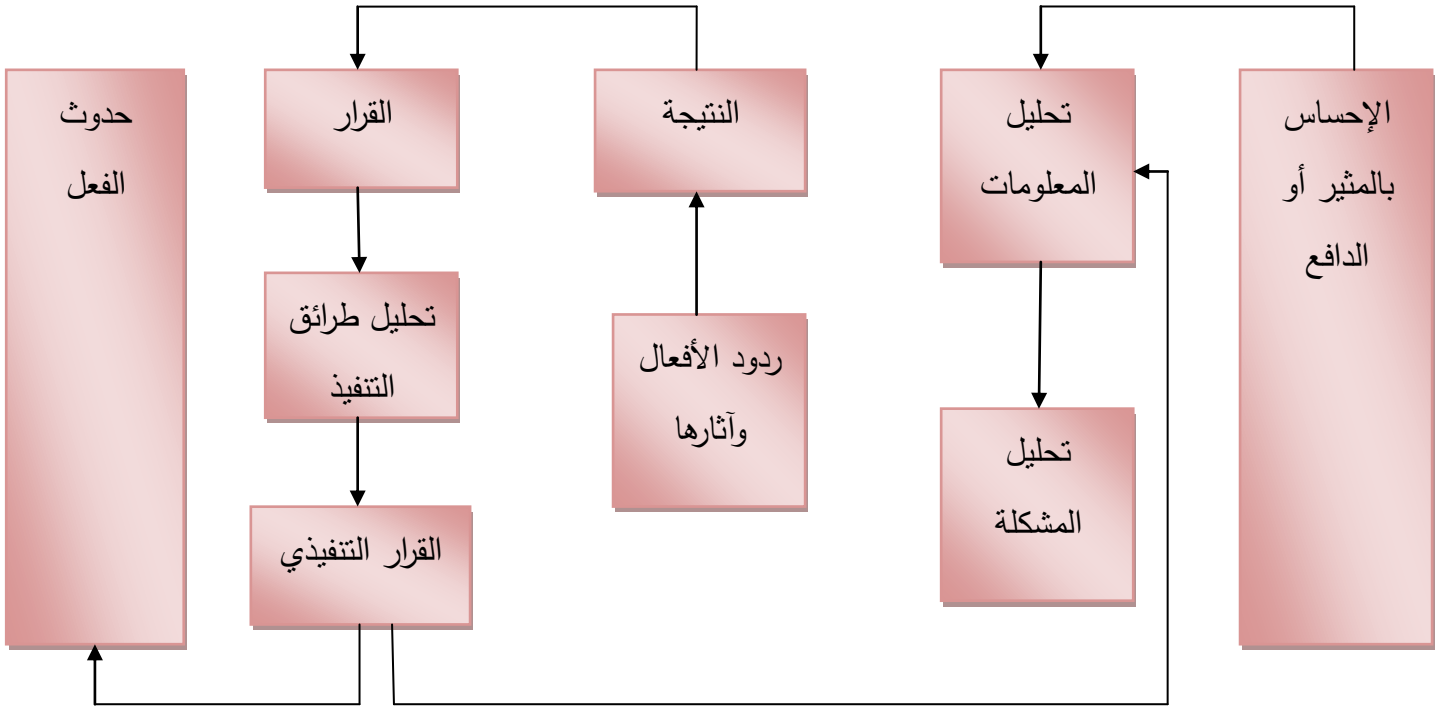 الإحساس
بالمثير أو
الدافع
تحليل
المعلومات
تحليل
المشكلة
النتيجة
ردود الأفعال
وآثارها
القرار
تحليل طرائق
التنفيذ
القرار التنفيذي
حدوث
الفعل